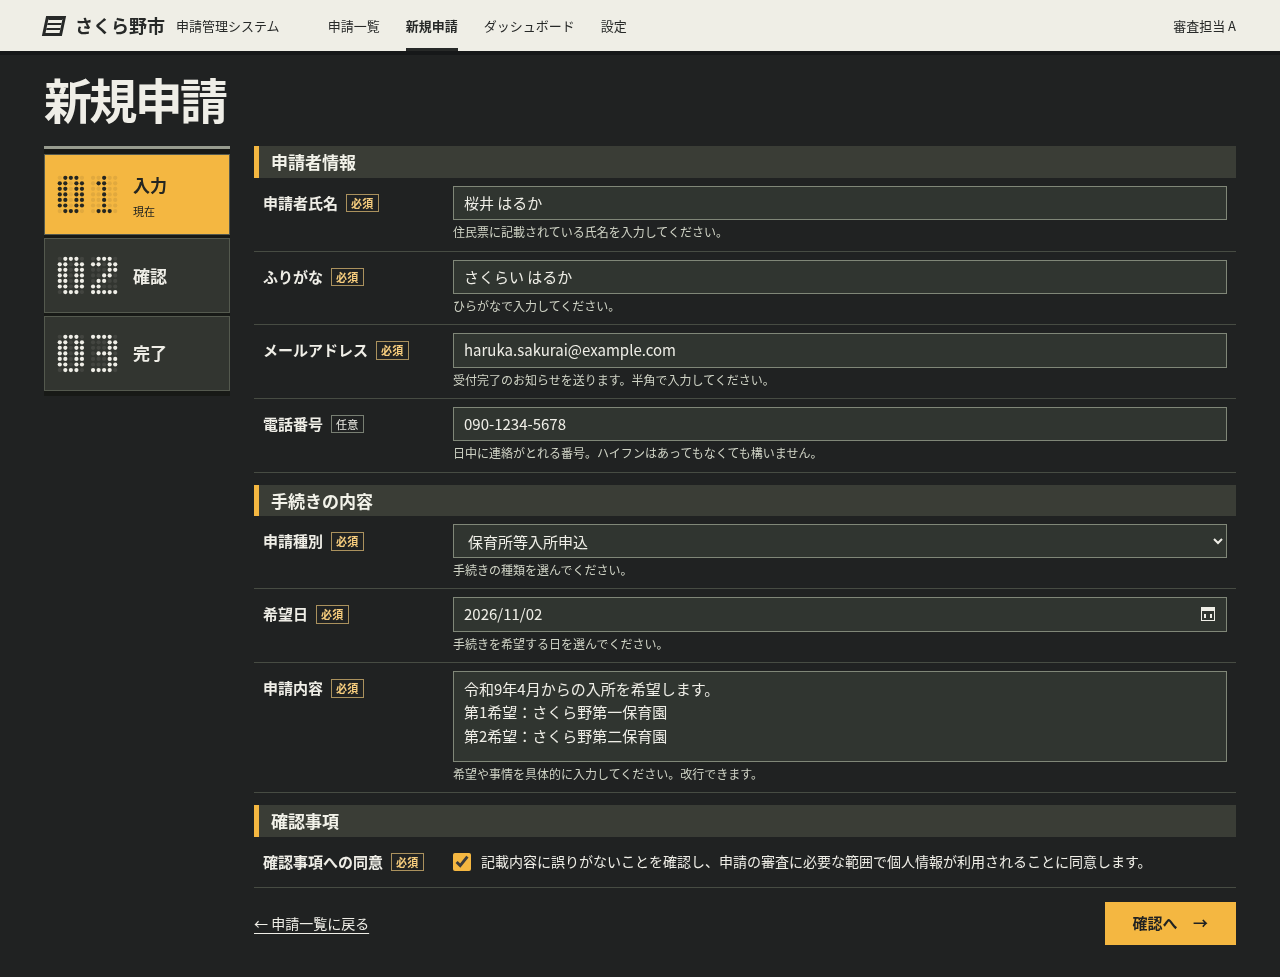 さくら野市 申請管理システム 申請一覧 新規申請 ダッシュボード 設定 審査担当 A
新規申請
01 入力
現在
02 確認
03 完了
申請者情報
申請者氏名 必須 桜井 はるか
住民票に記載されている氏名を入力してください。
ふりがな 必須 さくらい はるか
ひらがなで入力してください。
メールアドレス 必須 haruka.sakurai@example.com
受付完了のお知らせを送ります。半角で入力してください。
電話番号 任意 090-1234-5678
日中に連絡がとれる番号。ハイフンはあってもなくても構いません。
手続きの内容
申請種別 必須 保育所等入所申込
手続きの種類を選んでください。
希望日 必須 2026/11/02
手続きを希望する日を選んでください。
申請内容 必須 令和9年4月からの入所を希望します。
第1希望：さくら野第一保育園
第2希望：さくら野第二保育園
希望や事情を具体的に入力してください。改行できます。
確認事項
確認事項への同意 必須 記載内容に誤りがないことを確認し、申請の審査に必要な範囲で個人情報が利用されることに同意します。
← 申請一覧に戻る 確認へ →